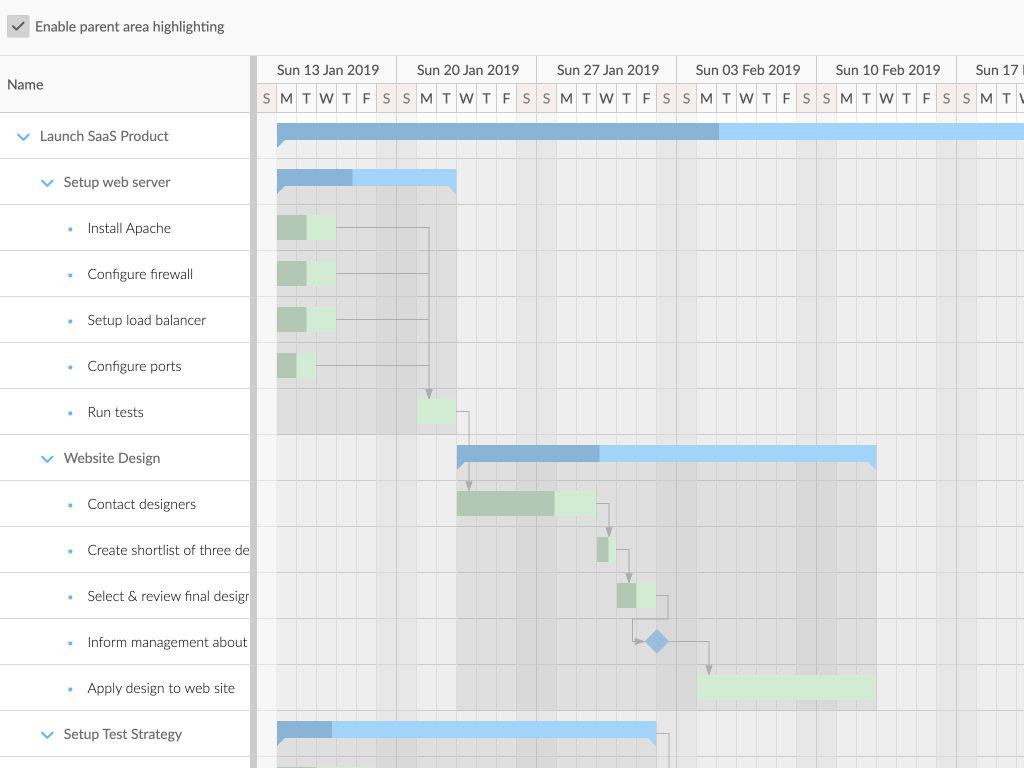 Enable parent area highlighting
Name
Sun 13 Jan 2019 Sun 20 Jan 2019 Sun 27 Jan 2019 Sun 03 Feb 2019 Sun 10 Feb 2019 Sun 17
S M T W T F S S M T W T F S S M T W T F S S M T W T F S S M T W T F S S M T
Launch SaaS Product
Setup web server
Install Apache
Configure firewall
Setup load balancer
Configure ports
Run tests
Website Design
Contact designers
Create shortlist of three de
Select & review final design
Inform management about
Apply design to web site
Setup Test Strategy